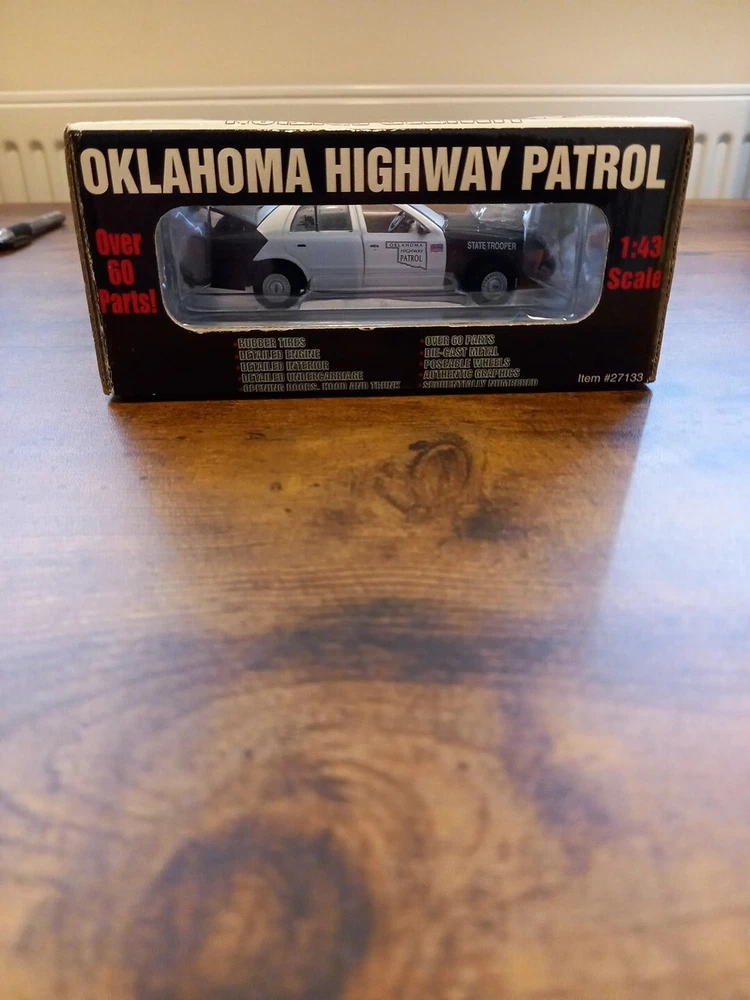 OKLAHOMA HIGHWAY PATROL
Over
60
Parts!
1:43
Scale
OKLAHOMA
HIGHWAY
PATROL
STATE TROOPER
•RUBBER TIRES
•DETAILED ENGINE
•DETAILED INTERIOR
•DETAILED UNDERCARRIAGE
•OPENING DOORS, HOOD AND TRUNK
•OVER 60 PARTS
•DIE-CAST METAL
•POSEABLE WHEELS
•AUTHENTIC GRAPHICS
•SEQUENTIALLY NUMBERED
Item #27133